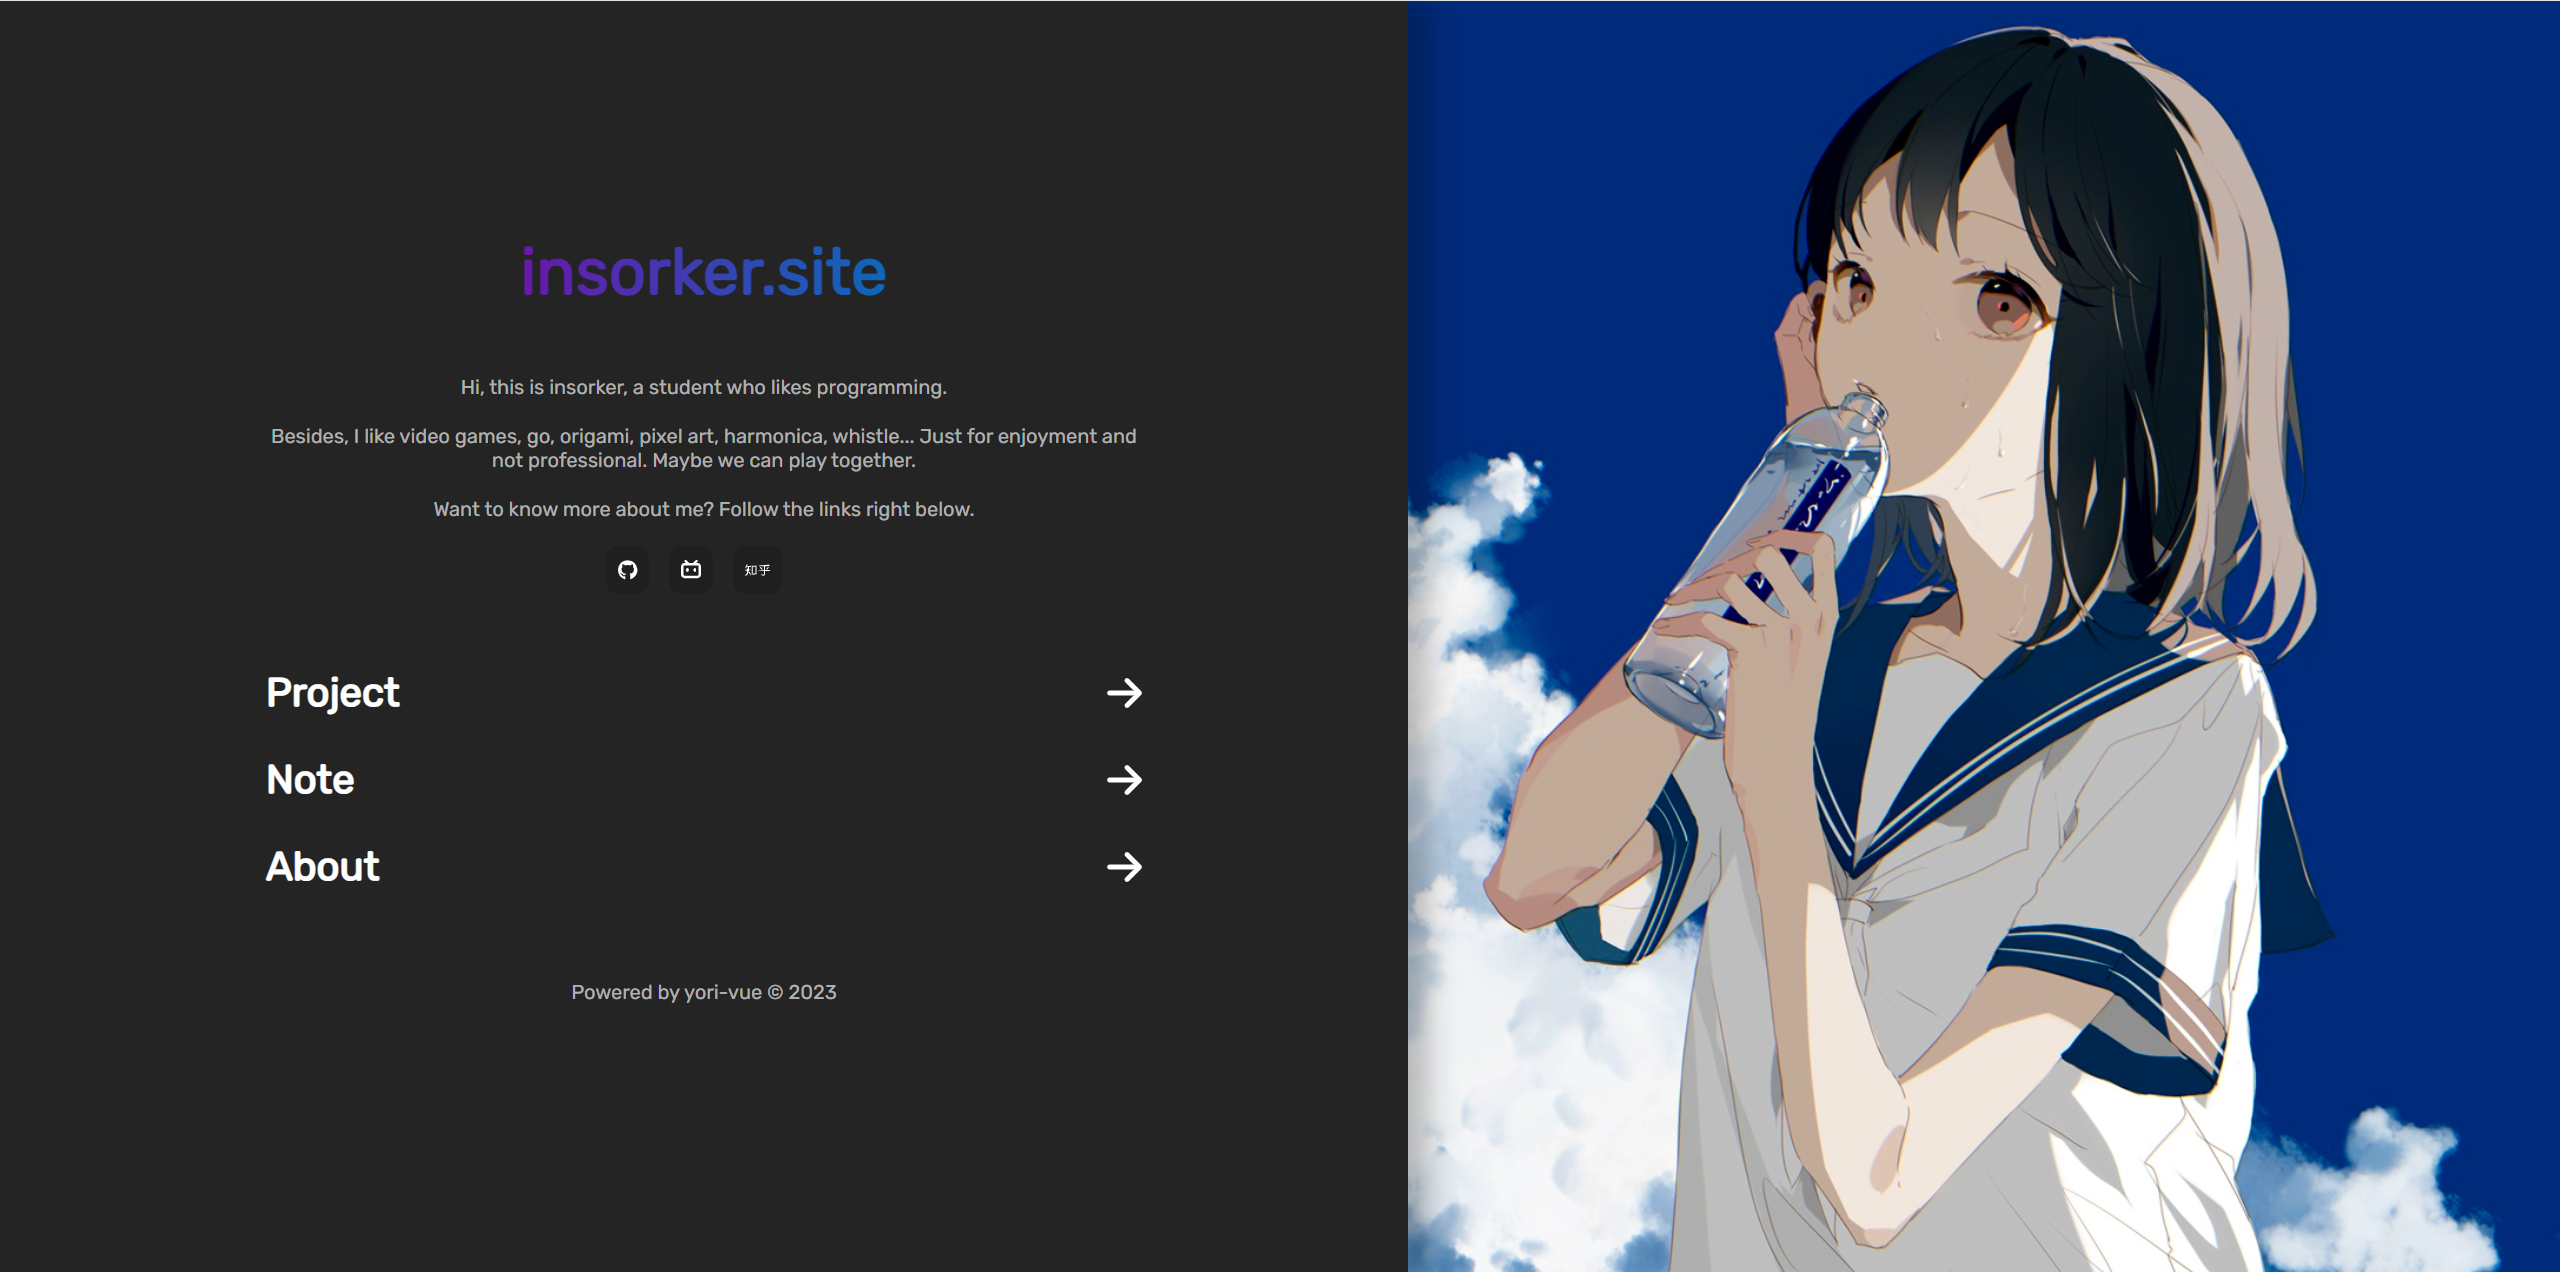 insorker.site
Hi, this is insorker, a student who likes programming.
Besides, I like video games, go, origami, pixel art, harmonica, whistle... Just for enjoyment and
not professional. Maybe we can play together.
Want to know more about me? Follow the links right below.
知乎
Project
Note
About
Powered by yori-vue © 2023